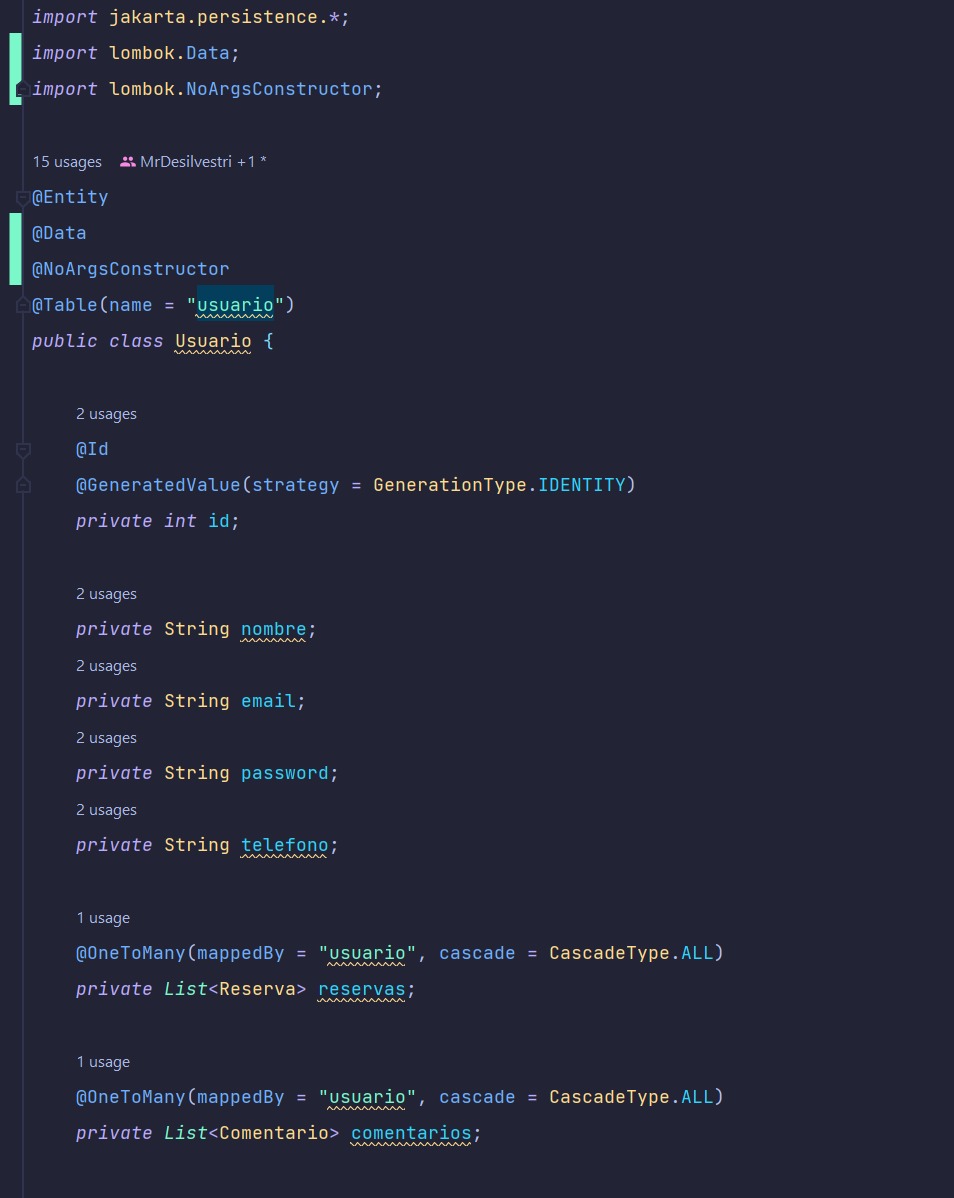 import jakarta.persistence.*;
import lombok.Data;
import lombok.NoArgsConstructor;
15 usages MrDesilvestri +1 *
@Entity
@Data
@NoArgsConstructor
@Table(name = "usuario")
public class Usuario {
2 usages
@Id
@GeneratedValue(strategy = GenerationType.IDENTITY)
private int id;
2 usages
private String nombre;
2 usages
private String email;
2 usages
private String password;
2 usages
private String telefono;
1 usage
@OneToMany(mappedBy = "usuario", cascade = CascadeType.ALL)
private List<Reserva> reservas;
1 usage
@OneToMany(mappedBy = "usuario", cascade = CascadeType.ALL)
private List<Comentario> comentarios;